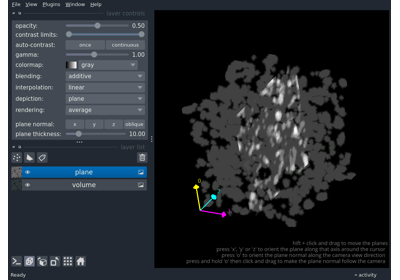 File View Plugins Window Help
layer controls
opacity: 0.50
contrast limits:
auto-contrast: once continuous
gamma: 1.00
colormap: gray
blending: additive
interpolation: linear
depiction: plane
rendering: average
plane normal: x y z oblique
plane thickness: 10.00
layer list
plane
volume
0
shift + click and drag to move the planes
press 'x', 'y' or 'z' to orient the plane along that axis around the cursor
press 'o' to orient the plane normal along the camera view direction
press and hold 'o' then click and drag to make the plane normal follow the camera
Ready
activity